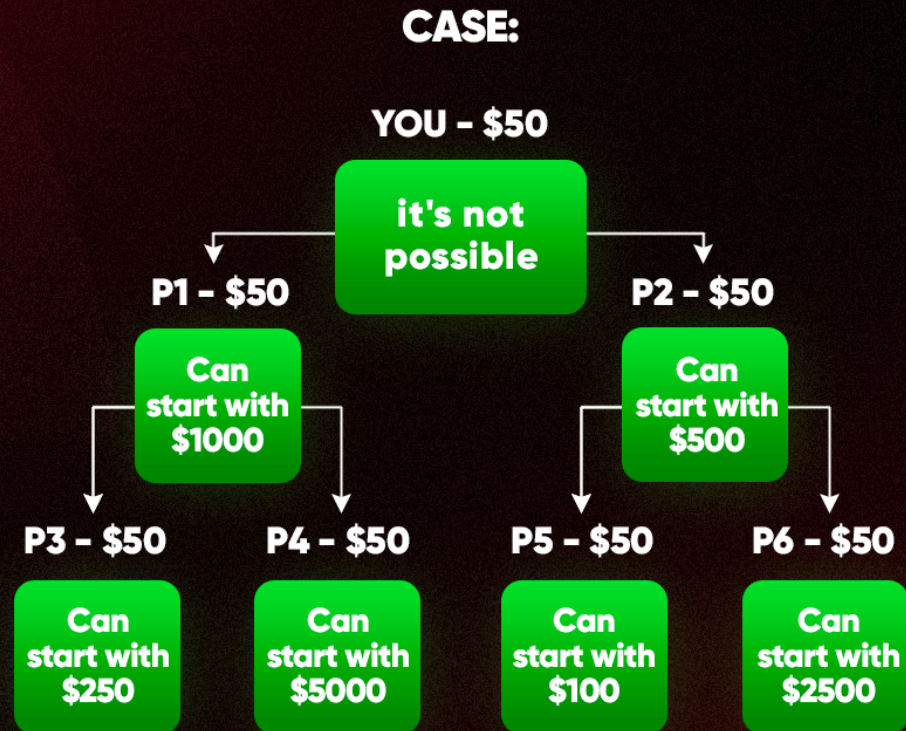 CASE:
YOU - $50
it's not
possible
P1 - $50
P2 - $50
Can
start with
$1000
Can
start with
$500
P3 - $50
P4 - $50
P5 - $50
P6 - $50
Can
start with
$250
Can
start with
$5000
Can
start with
$100
Can
start with
$2500